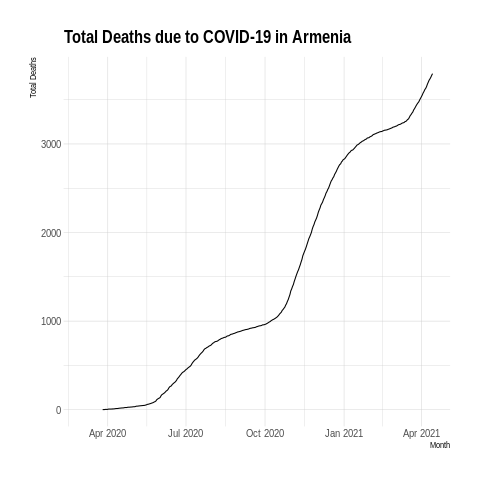 Total Deaths due to COVID-19 in Armenia
Total Deaths
3000
2000
1000
0
Apr 2020 Jul 2020 Oct 2020 Jan 2021 Apr 2021
Month